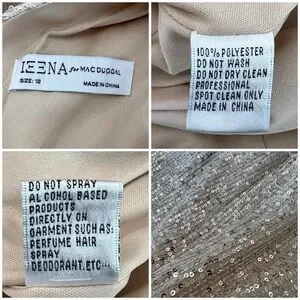 IEENA for MAC DUGGAL
SIZE: 12
MADE IN CHINA
100% POLYESTER
DO NOT WASH
DO NOT DRY CLEAN
PROFESSIONAL
SPOT CLEAN ONLY
MADE IN CHINA
DO NOT SPRAY
ALCOHOL BASED
PRODUCTS
DIRECTLY ON
GARMENT SUCH AS:
PERFUME HAIR
SPRAY
DEODORANT.ETC...